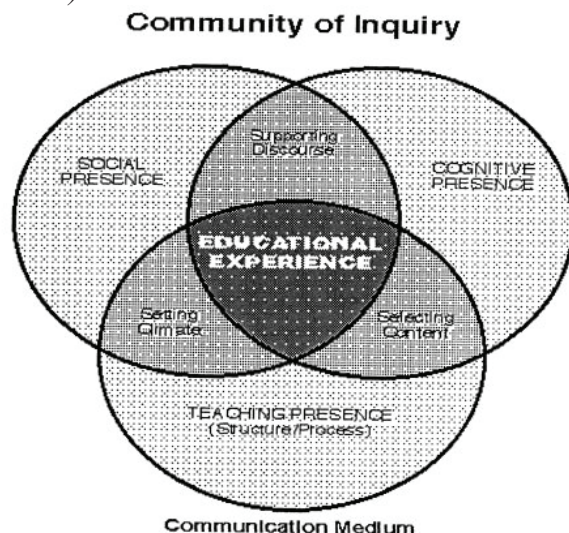 Community of Inquiry
Supporting
Discourse
SOCIAL
PRESENCE
COGNITIVE
PRESENCE
EDUCATIONAL
EXPERIENCE
Setting
Climate
Selecting
Content
TEACHING PRESENCE
(Structure/Process)
Communication Medium